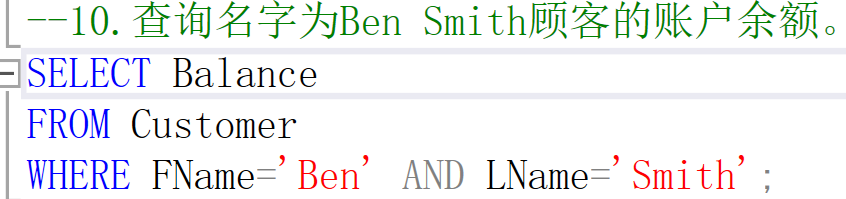 --10.查询名字为Ben Smith顾客的账户余额。
SELECT Balance
FROM Customer
WHERE FName='Ben' AND LName='Smith';